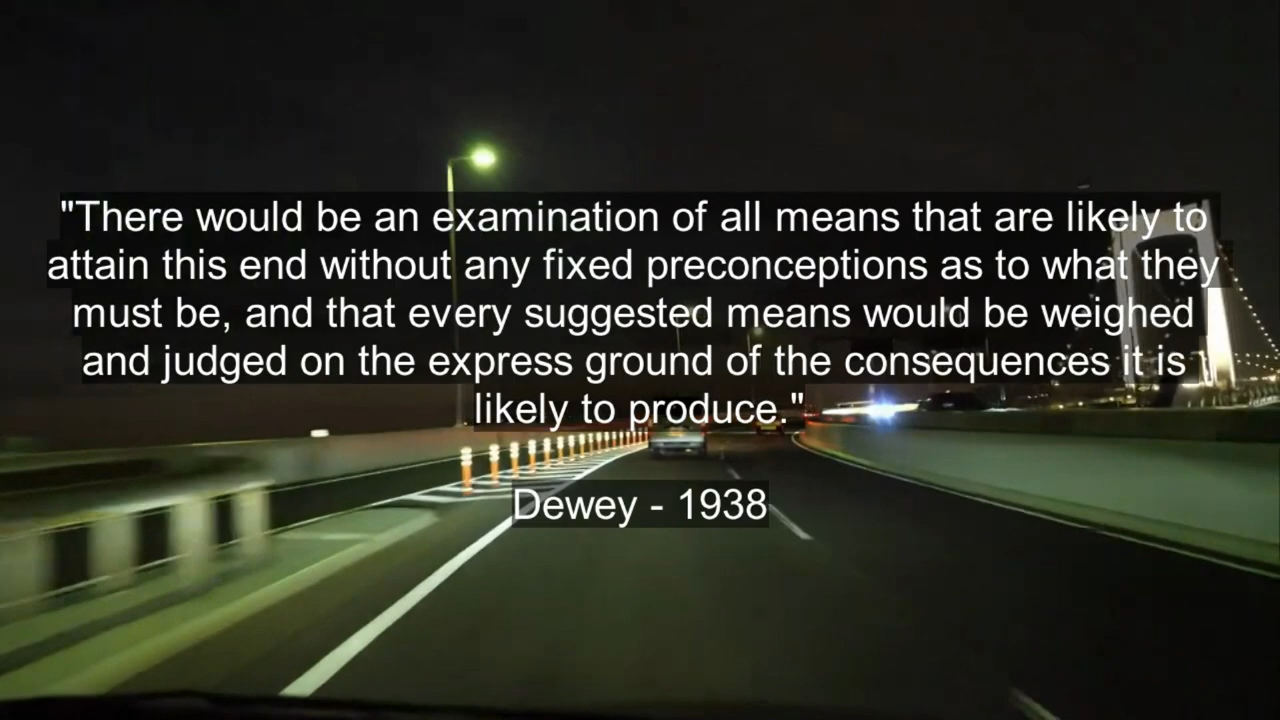 "There would be an examination of all means that are likely to
attain this end without any fixed preconceptions as to what they
must be, and that every suggested means would be weighed
and judged on the express ground of the consequences it is
likely to produce."
Dewey - 1938